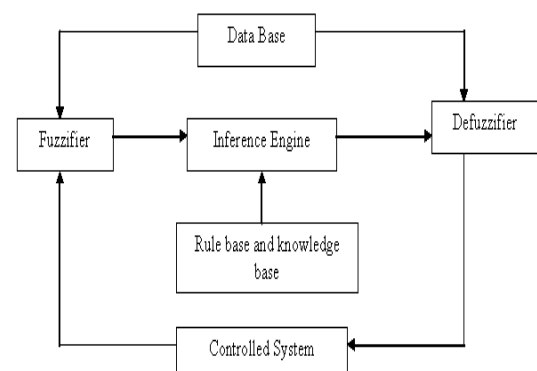 Data Base
Fuzzifier
Inference Engine
Defuzzifier
Rule base and knowledge
base
Controlled System